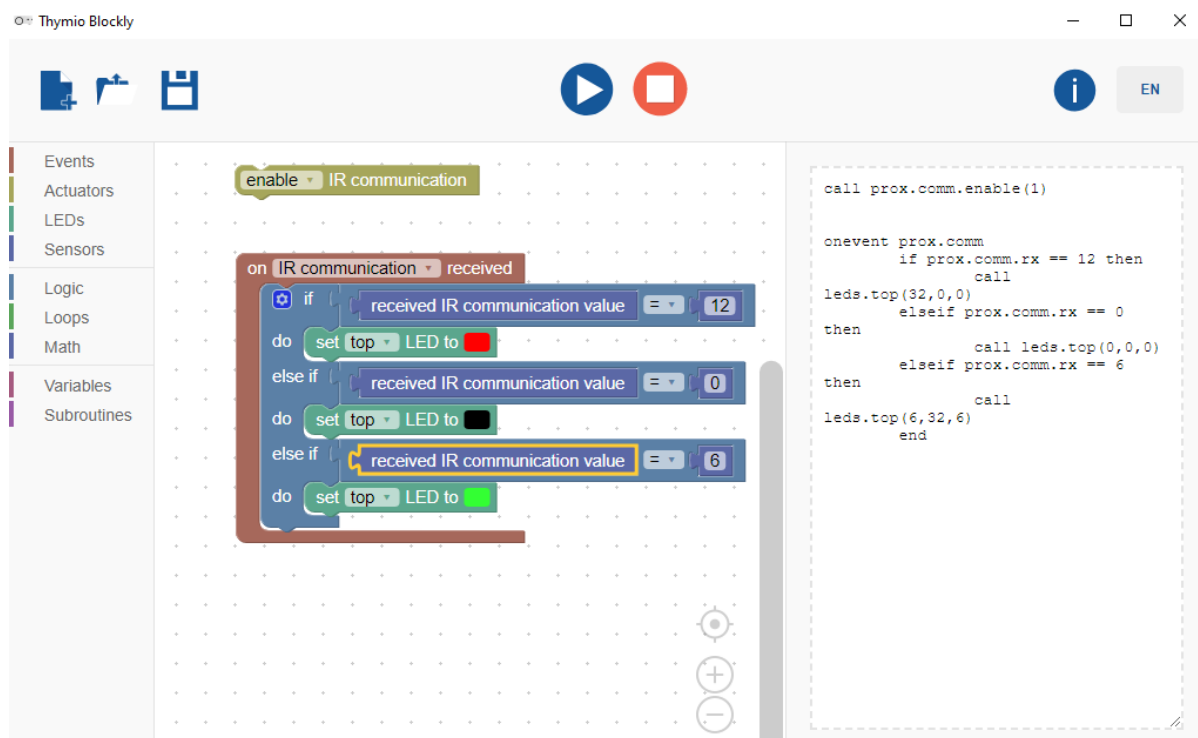 Thymio Blockly
EN
Events
Actuators
LEDs
Sensors
Logic
Loops
Math
Variables
Subroutines
enable IR communication
on IR communication received
if received IR communication value = 12
do set top LED to
else if received IR communication value = 0
do set top LED to
else if received IR communication value = 6
do set top LED to
call prox.comm.enable(1)
onevent prox.comm
if prox.comm.rx == 12 then
call
leds.top(32,0,0)
elseif prox.comm.rx == 0
then
call leds.top(0,0,0)
elseif prox.comm.rx == 6
then
call
leds.top(6,32,6)
end